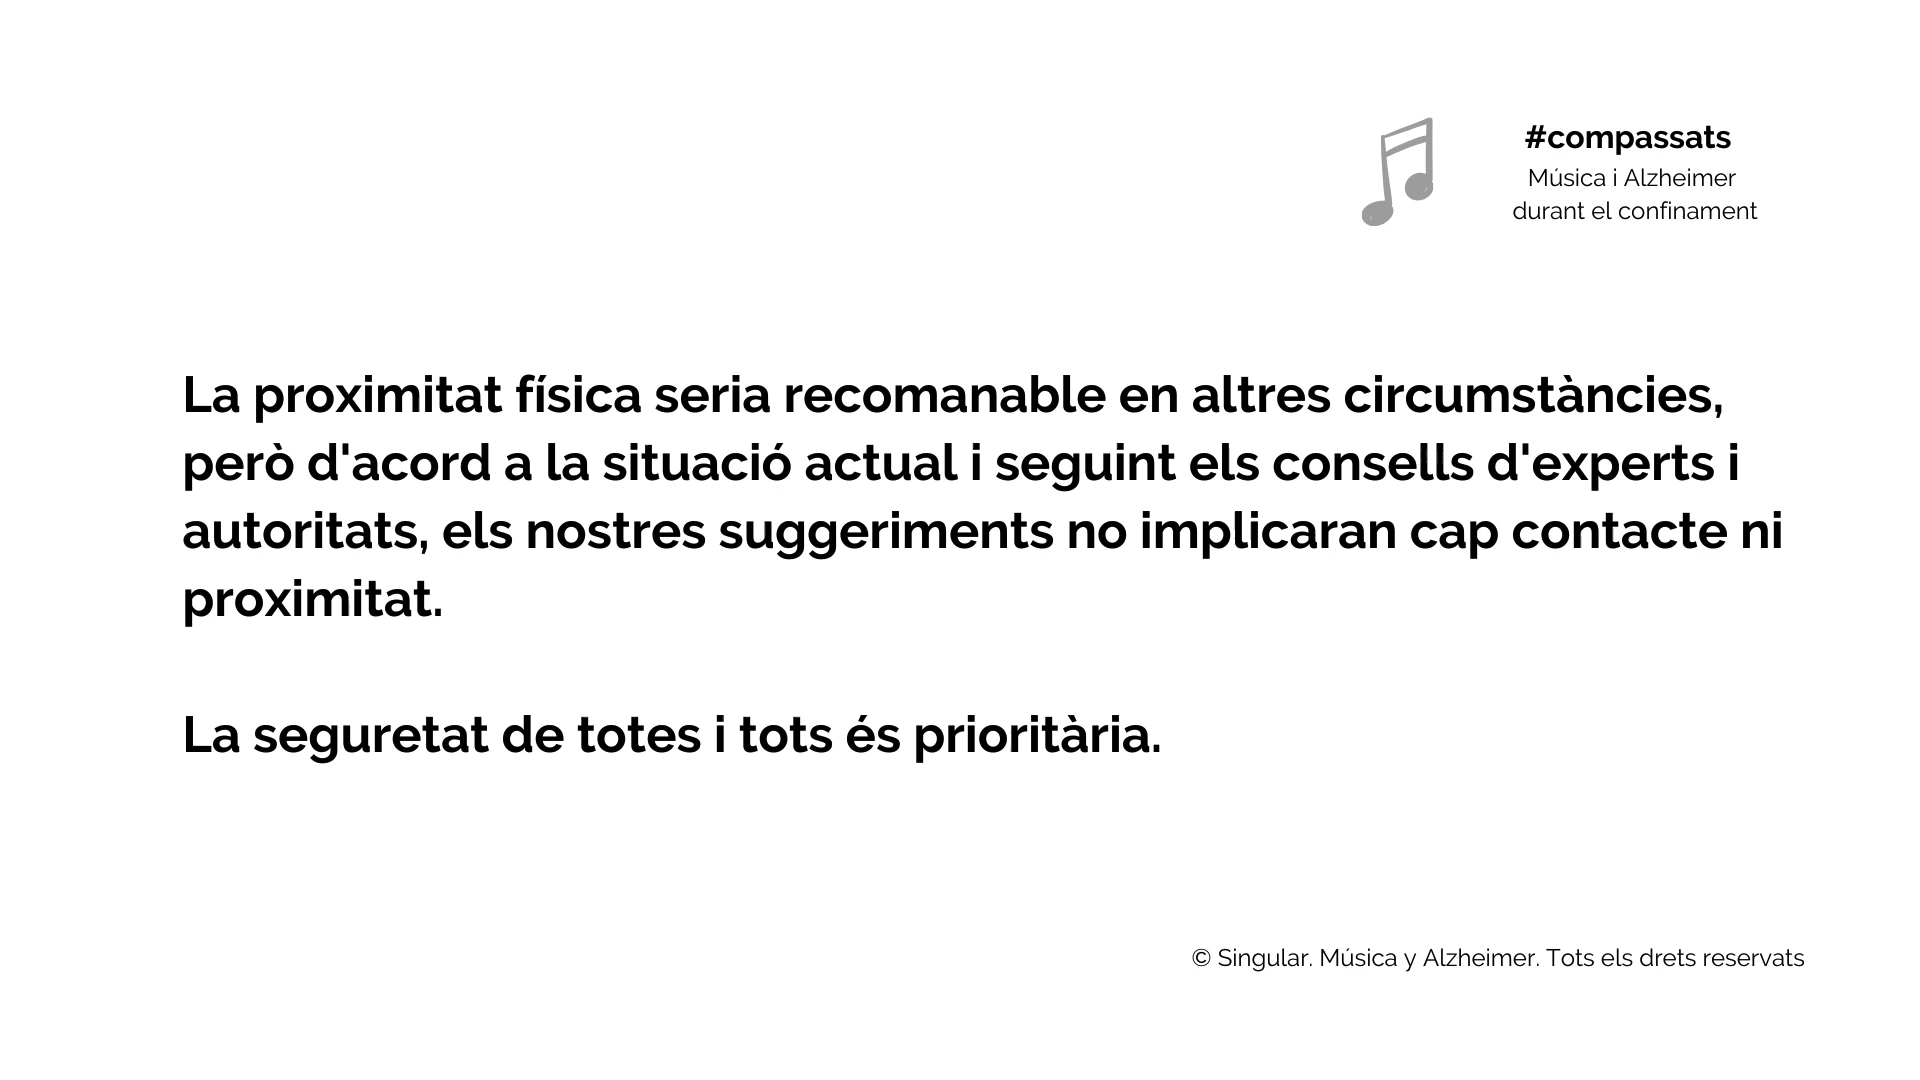 #compassats
Música i Alzheimer
durant el confinament
La proximitat física seria recomanable en altres circumstàncies,
però d'acord a la situació actual i seguint els consells d'experts i
autoritats, els nostres suggeriments no implicaran cap contacte ni
proximitat.
La seguretat de totes i tots és prioritària.
© Singular. Música y Alzheimer. Tots els drets reservats